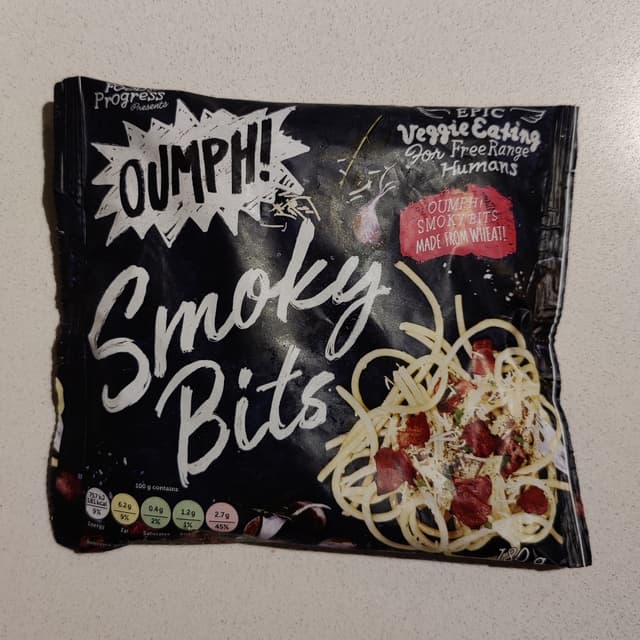 Progress
Presents
OUMPH!
EPIC
Veggie Eating
For Free Range
Humans
OUMPH!
SMOKY BITS
MADE FROM WHEAT!
Smoky
Bits
100 g contains
9%
Energy
6.2g
9%
Fat
0.4g
2%
Saturates
1.2g
1%
2.7g
45%
180 g